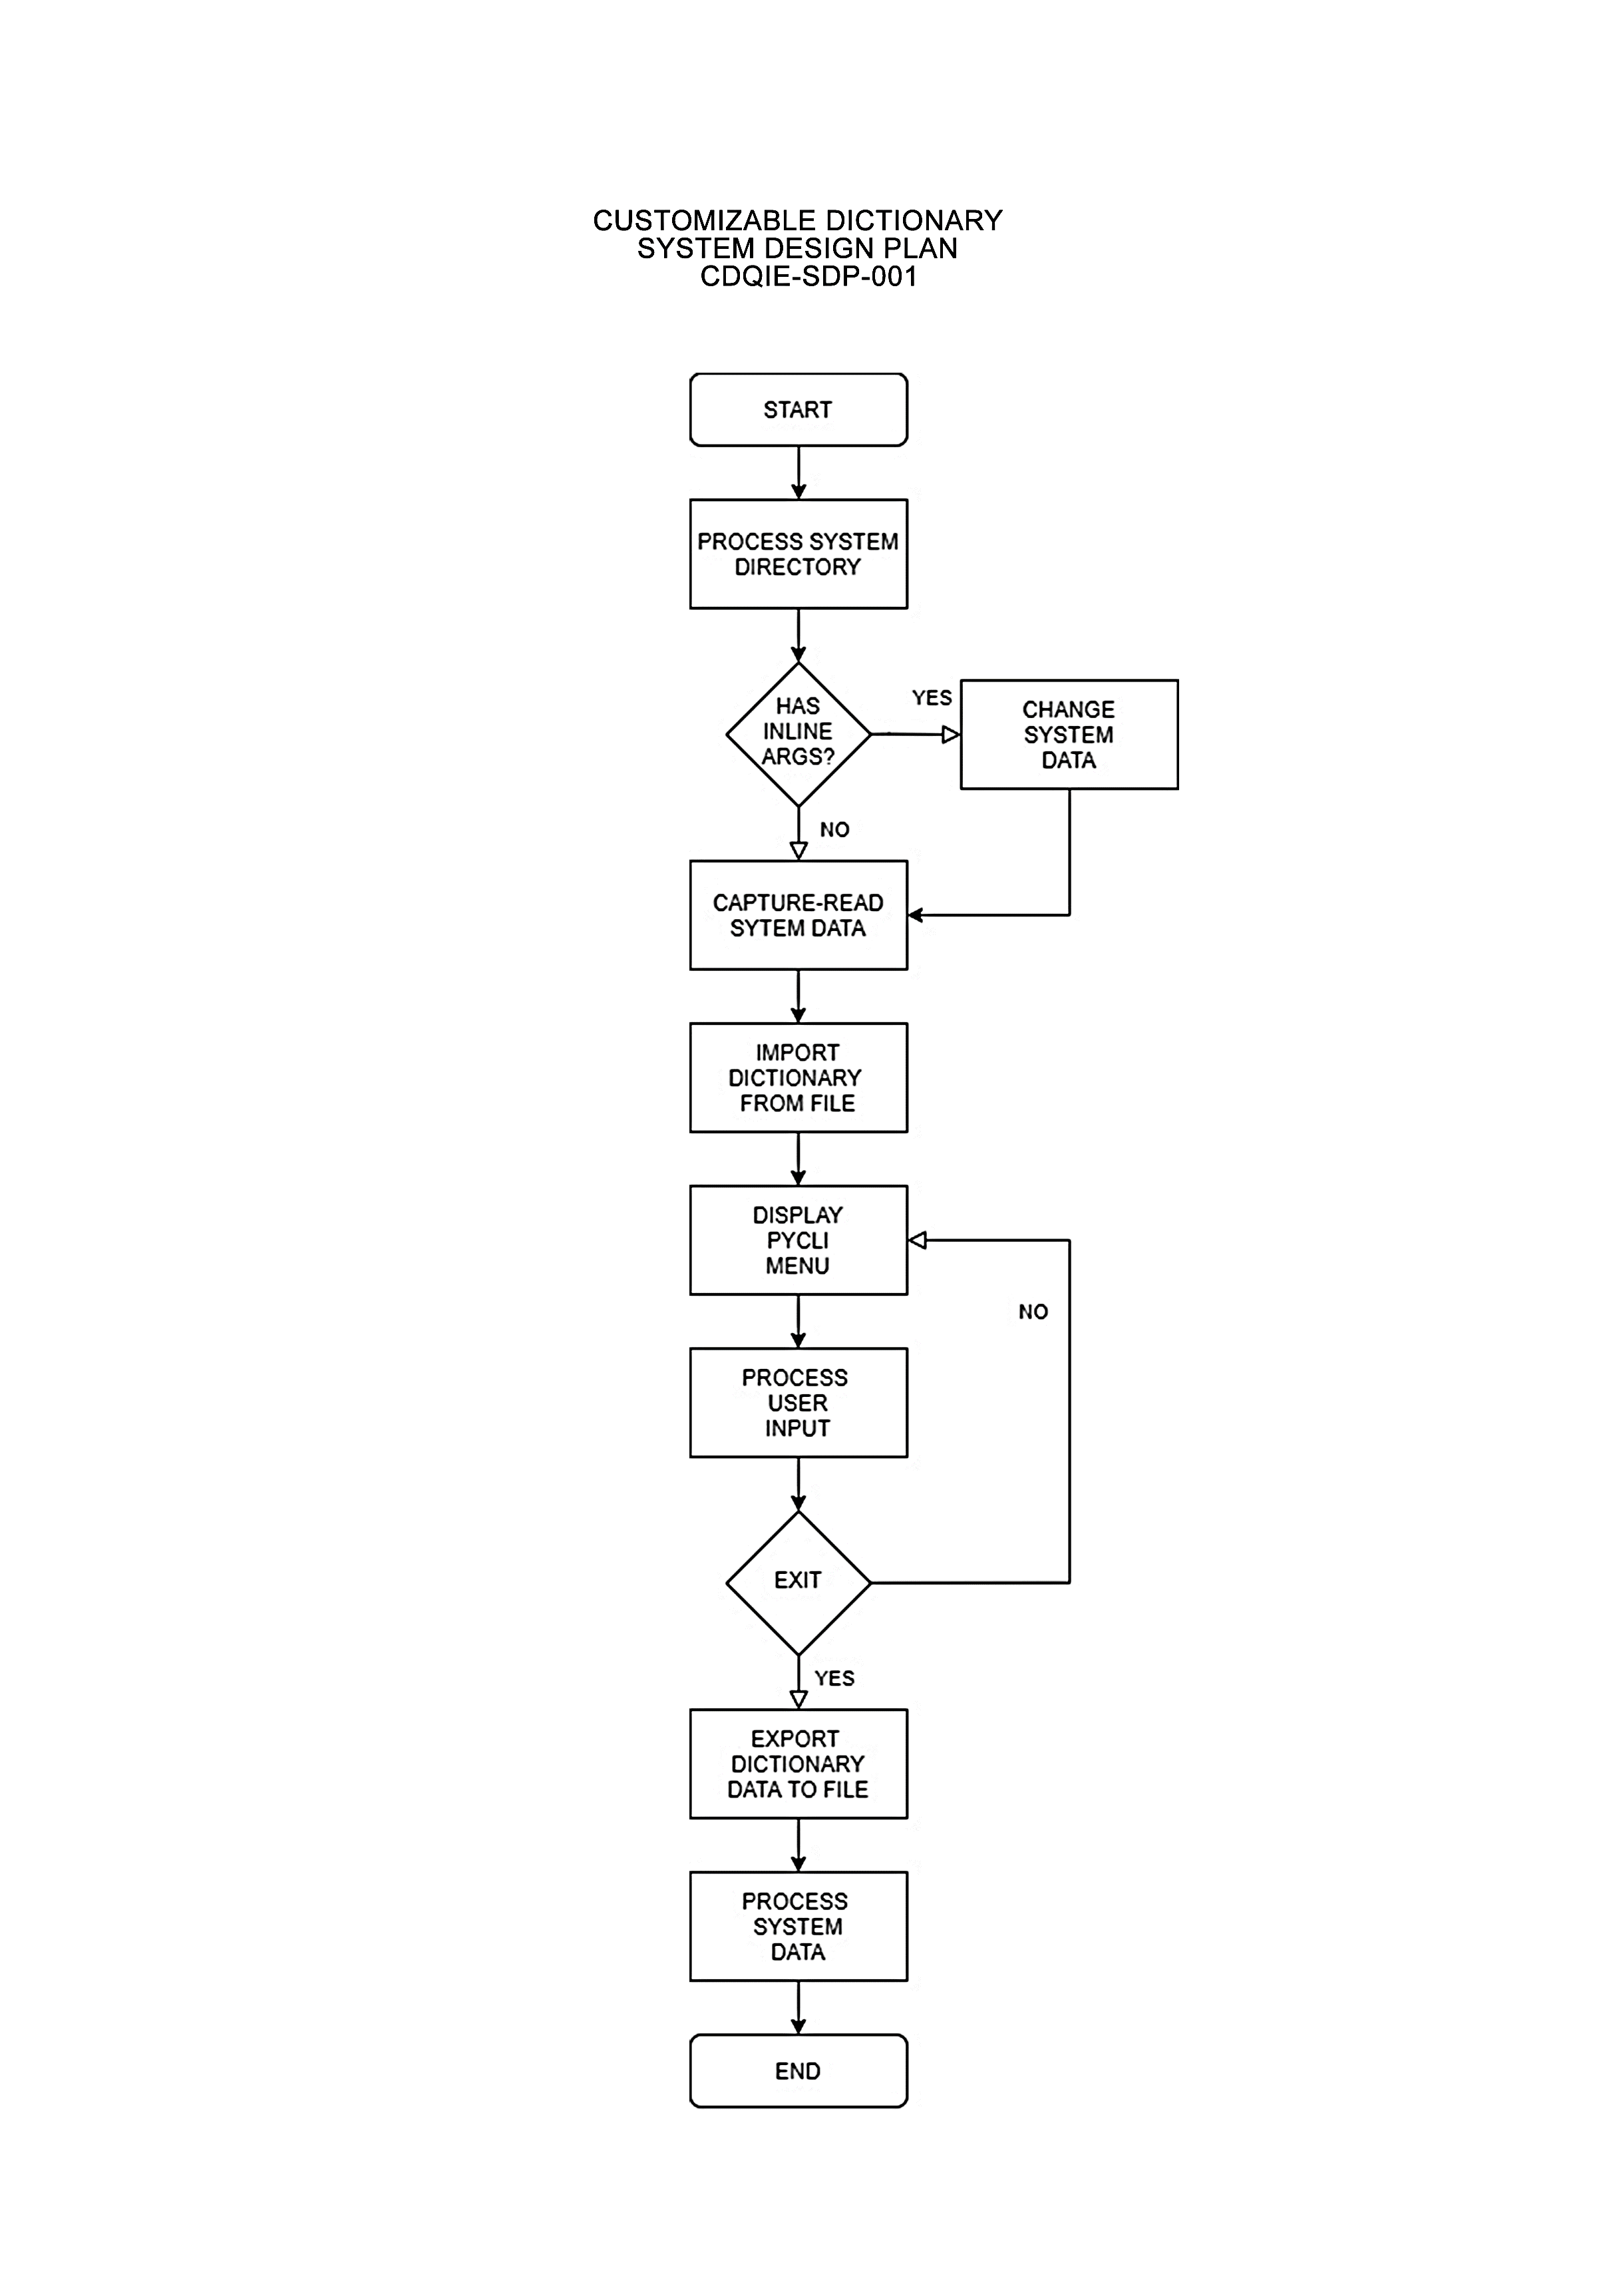 CUSTOMIZABLE DICTIONARY
SYSTEM DESIGN PLAN
CDQIE-SDP-001
START
PROCESS SYSTEM
DIRECTORY
HAS
INLINE
ARGS?
YES
CHANGE
SYSTEM
DATA
NO
CAPTURE-READ
SYTEM DATA
IMPORT
DICTIONARY
FROM FILE
DISPLAY
PYCLI
MENU
NO
PROCESS
USER
INPUT
EXIT
YES
EXPORT
DICTIONARY
DATA TO FILE
PROCESS
SYSTEM
DATA
END